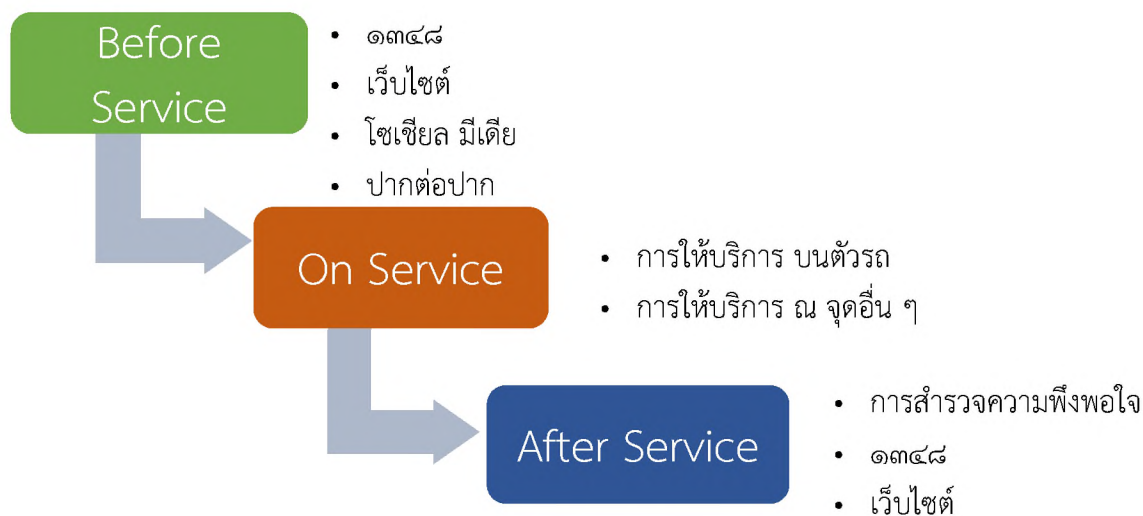 Before
Service
• ๑๓๔๘
• เว็บไซต์
• โซเชียล มีเดีย
• ปากต่อปาก
On Service
• การให้บริการ บนตัวรถ
• การให้บริการ ณ จุดอื่น ๆ
After Service
• การสำรวจความพึงพอใจ
• ๑๓๔๘
• เว็บไซต์